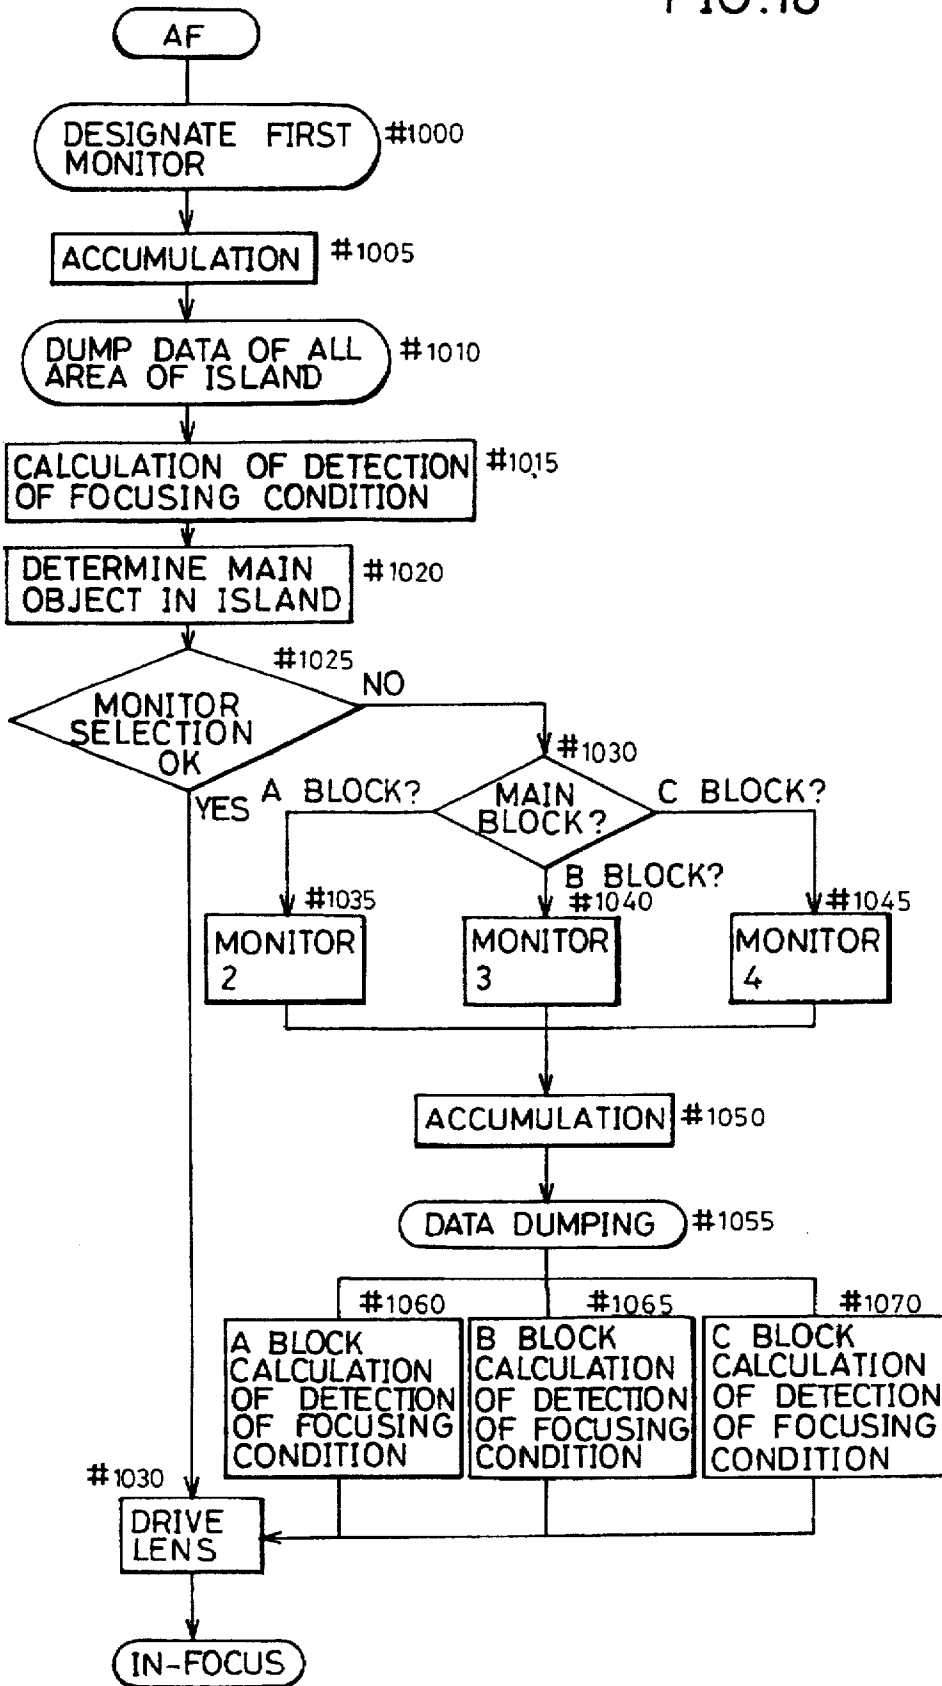 FIG.18
AF
DESIGNATE FIRST
MONITOR
#1000
ACCUMULATION
#1005
DUMP DATA OF ALL
AREA OF ISLAND
#1010
CALCULATION OF DETECTION
OF FOCUSING CONDITION
#1015
DETERMINE MAIN
OBJECT IN ISLAND
#1020
#1025
MONITOR
SELECTION
OK
NO
YES
#1030
MAIN
BLOCK?
A BLOCK?
C BLOCK?
B BLOCK?
#1035
MONITOR
2
#1040
MONITOR
3
#1045
MONITOR
4
ACCUMULATION
#1050
DATA DUMPING
#1055
#1060
A BLOCK
CALCULATION
OF DETECTION
OF FOCUSING
CONDITION
#1065
B BLOCK
CALCULATION
OF DETECTION
OF FOCUSING
CONDITION
#1070
C BLOCK
CALCULATION
OF DETECTION
OF FOCUSING
CONDITION
#1030
DRIVE
LENS
IN-FOCUS